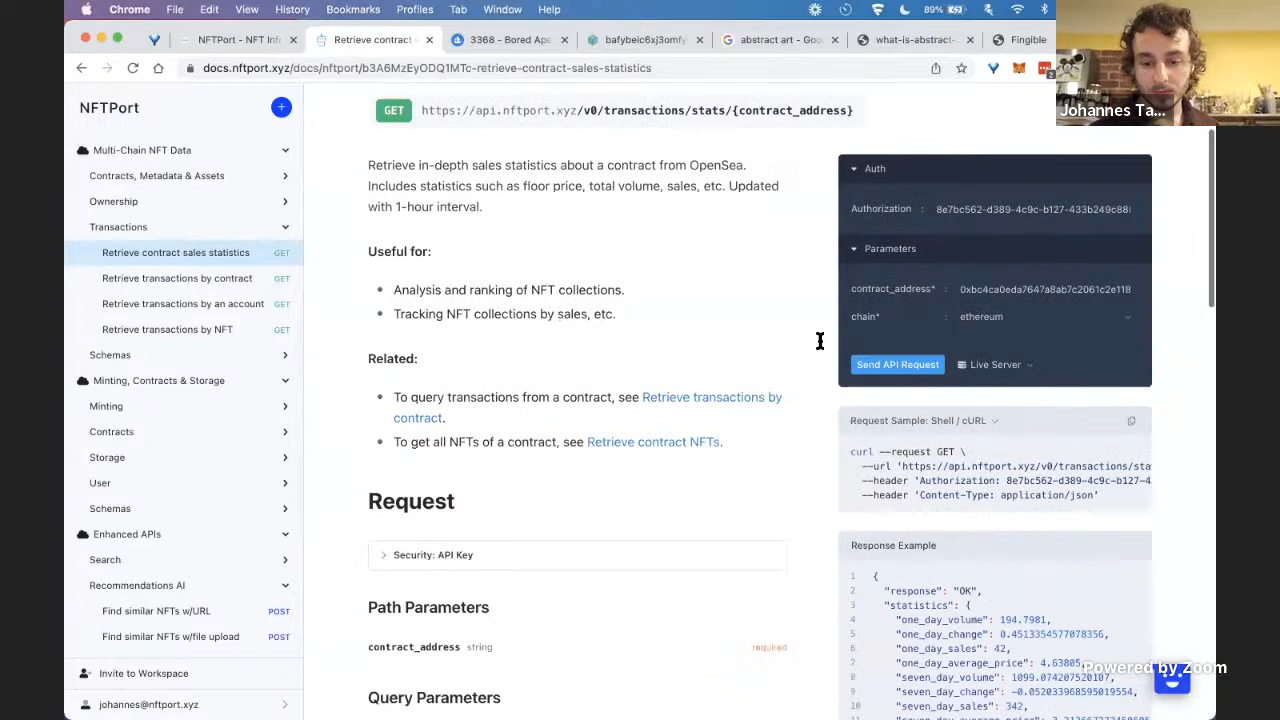 Chrome File Edit View History Bookmarks Profiles Tab Window Help 89%
NFTPort - NFT Inf
Retrieve contract
3368 - Bored Ape
bafybeic6xj3omfy
abstract art - Goo
what-is-abstract-
Fingible
docs.nftport.xyz/docs/nftport/b3A6MzEyODQ1MTc-retrieve-contract-sales-statistics
2
Johannes Ta...
NFTPort
Multi-Chain NFT Data
Contracts, Metadata & Assets
Ownership
Transactions
Retrieve contract sales statistics GET
Retrieve transactions by contract GET
Retrieve transactions by an account GET
Retrieve transactions by NFT GET
Schemas
Minting, Contracts & Storage
Minting
Contracts
Storage
User
Schemas
Enhanced APIs
Search
Recommendations AI
Find similar NFTs w/URL POST
Find similar NFTs w/file upload POST
Invite to Workspace
johannes@nftport.xyz
GET https://api.nftport.xyz/v0/transactions/stats/{contract_address}
Retrieve in-depth sales statistics about a contract from OpenSea.
Includes statistics such as floor price, total volume, sales, etc. Updated
with 1-hour interval.
Useful for:
• Analysis and ranking of NFT collections.
• Tracking NFT collections by sales, etc.
Related:
• To query transactions from a contract, see Retrieve transactions by
contract.
• To get all NFTs of a contract, see Retrieve contract NFTs.
Request
Security: API Key
Path Parameters
contract_address string required
Query Parameters
Auth
Authorization : 8e7bc562-d389-4c9c-b127-433b249c88
Parameters
contract_address* : 0xbc4ca0eda7647a8ab7c2061c2e118
chain* : ethereum
Send API Request Live Server
Request Sample: Shell / cURL
curl --request GET \
--url 'https://api.nftport.xyz/v0/transactions/sta
--header 'Authorization: 8e7bc562-d389-4c9c-b127-4
--header 'Content-Type: application/json'
Response Example
1 {
2 "response": "OK",
3 "statistics": {
4 "one_day_volume": 194.7981,
5 "one_day_change": 0.4513354577078356,
6 "one_day_sales": 42,
7 "one_day_average_price": 4.63805
8 "seven_day_volume": 1099.074207520107,
9 "seven_day_change": -0.052033968595019554,
10 "seven_day_sales": 342,
Powered by Zoom